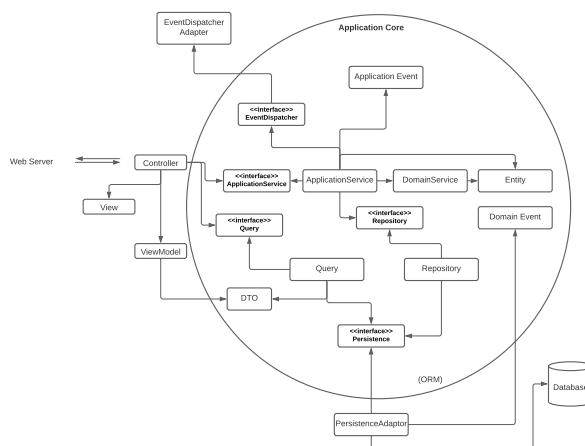 EventDispatcher
Adapter
Application Core
Application Event
<<interface>>
EventDispatcher
Web Server
Controller
<<interface>>
ApplicationService
ApplicationService
DomainService
Entity
View
<<interface>>
Query
<<interface>>
Repository
Domain Event
ViewModel
Query
Repository
DTO
<<interface>>
Persistence
(ORM)
Database
PersistenceAdaptor